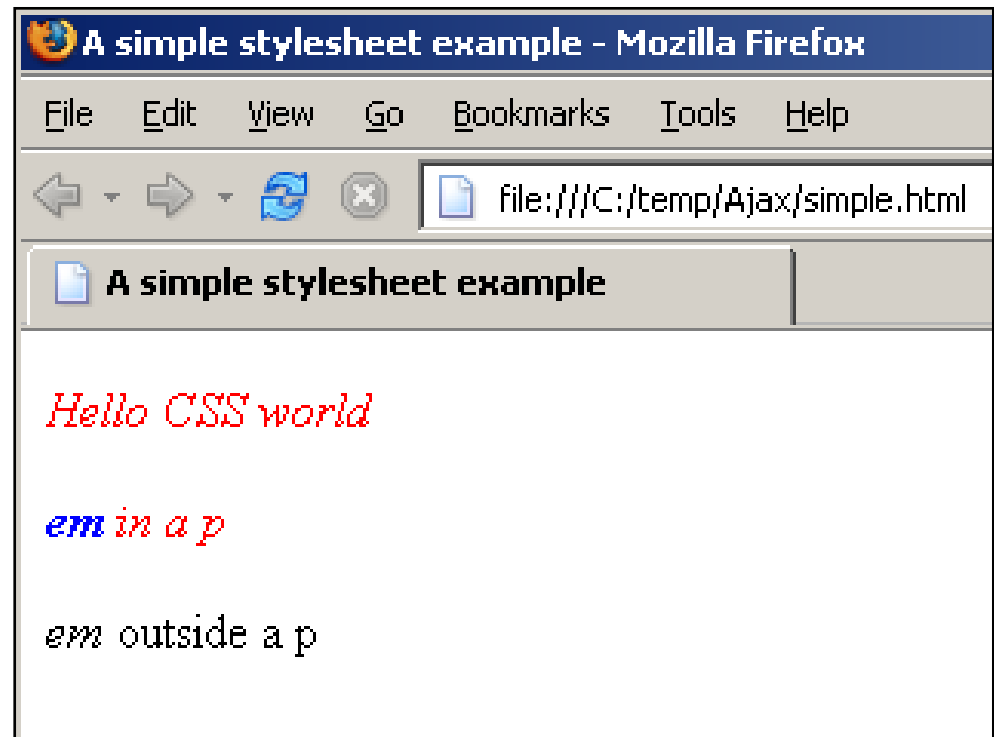 A simple stylesheet example - Mozilla Firefox
File Edit View Go Bookmarks Tools Help
file:///C:/temp/Ajax/simple.html
A simple stylesheet example
Hello CSS world
em in a p
em outside a p